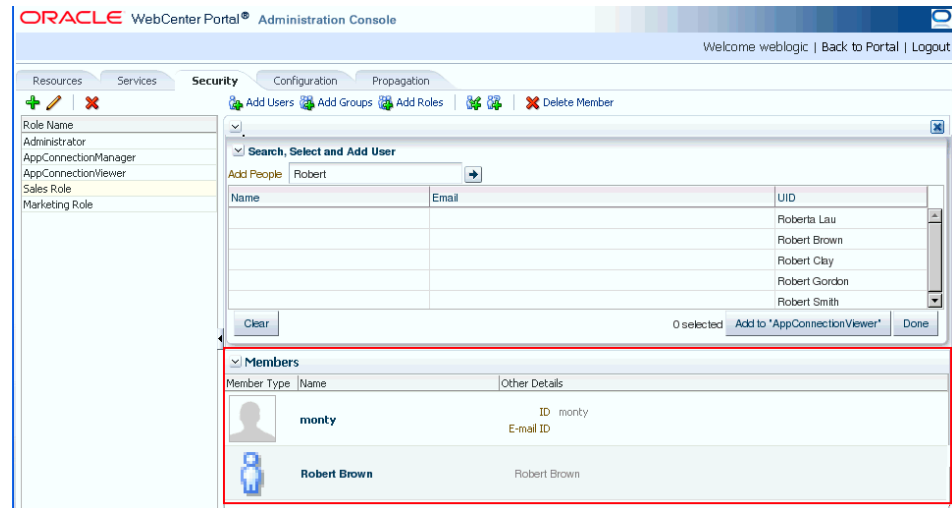 ORACLE WebCenter Portal® Administration Console
Welcome weblogic | Back to Portal | Logout
Resources Services Security Configuration Propagation
Add Users Add Groups Add Roles Delete Member
Role Name
Administrator
AppConnectionManager
AppConnectionViewer
Sales Role
Marketing Role
Search, Select and Add User
Add People Robert
Name Email UID
Roberta Lau
Robert Brown
Robert Clay
Robert Gordon
Robert Smith
Clear 0 selected Add to "AppConnectionViewer" Done
Members
Member Type Name Other Details
monty ID monty
E-mail ID
Robert Brown Robert Brown